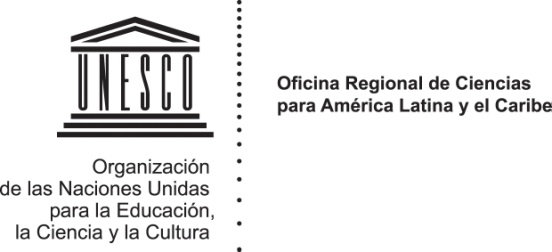 UNESCO
Organización
de las Naciones Unidas
para la Educación,
la Ciencia y la Cultura
Oficina Regional de Ciencias
para América Latina y el Caribe